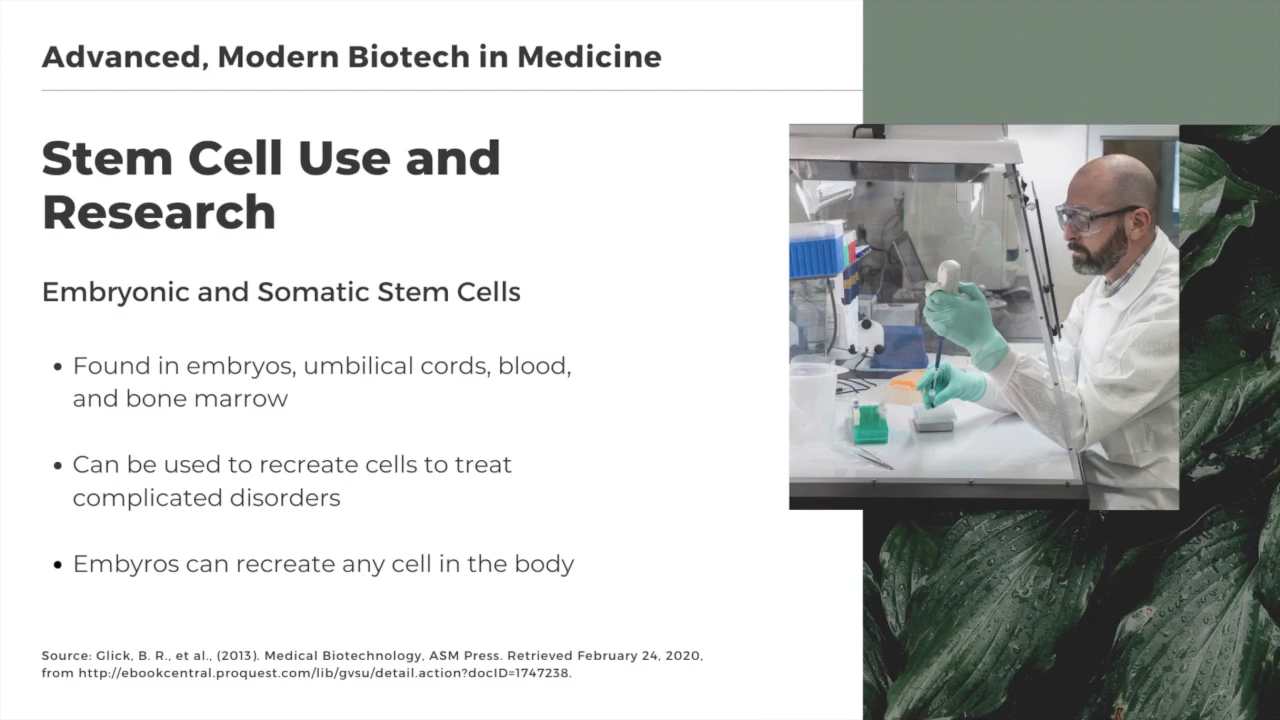 Advanced, Modern Biotech in Medicine
Stem Cell Use and
Research
Embryonic and Somatic Stem Cells
• Found in embryos, umbilical cords, blood,
and bone marrow
• Can be used to recreate cells to treat
complicated disorders
• Embyros can recreate any cell in the body
Source: Glick, B. R., et al., (2013). Medical Biotechnology, ASM Press. Retrieved February 24, 2020,
from http://ebookcentral.proquest.com/lib/gvsu/detail.action?docID=1747238.